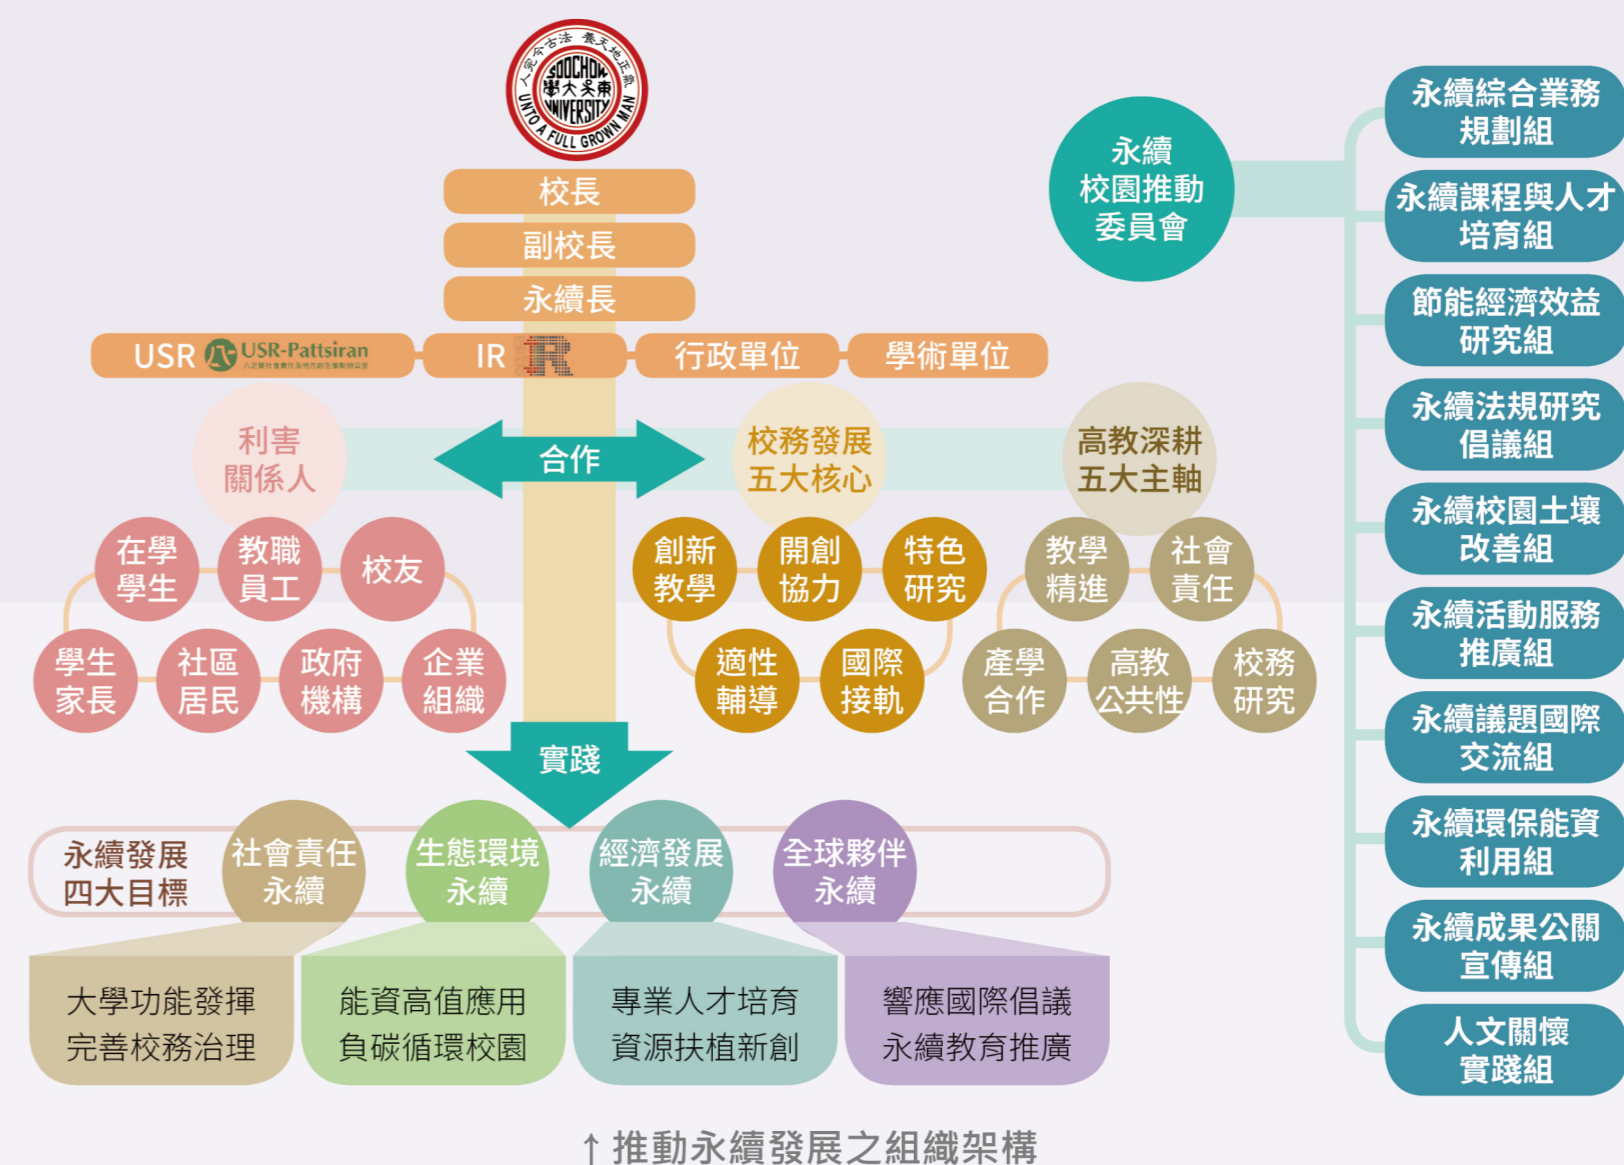 人完今古法 養天地正氣
SOOCHOW
學大吳東
UNIVERSITY
UNTO A FULL GROWN MAN
校長
副校長
永續長
USR
USR-Pattsiran
IR
行政單位
學術單位
利害
關係人
合作
校務發展
五大核心
高教深耕
五大主軸
在學
學生
教職
員工
校友
學生
家長
社區
居民
政府
機構
企業
組織
創新
教學
開創
協力
特色
研究
適性
輔導
國際
接軌
教學
精進
社會
責任
產學
合作
高教
公共性
校務
研究
實踐
永續發展
四大目標
社會責任
永續
生態環境
永續
經濟發展
永續
全球夥伴
永續
大學功能發揮
完善校務治理
能資高值應用
負碳循環校園
專業人才培育
資源扶植新創
響應國際倡議
永續教育推廣
永續
校園推動
委員會
永續綜合業務
規劃組
永續課程與人才
培育組
節能經濟效益
研究組
永續法規研究
倡議組
永續校園土壤
改善組
永續活動服務
推廣組
永續議題國際
交流組
永續環保能資
利用組
永續成果公關
宣傳組
人文關懷
實踐組
↑推動永續發展之組織架構